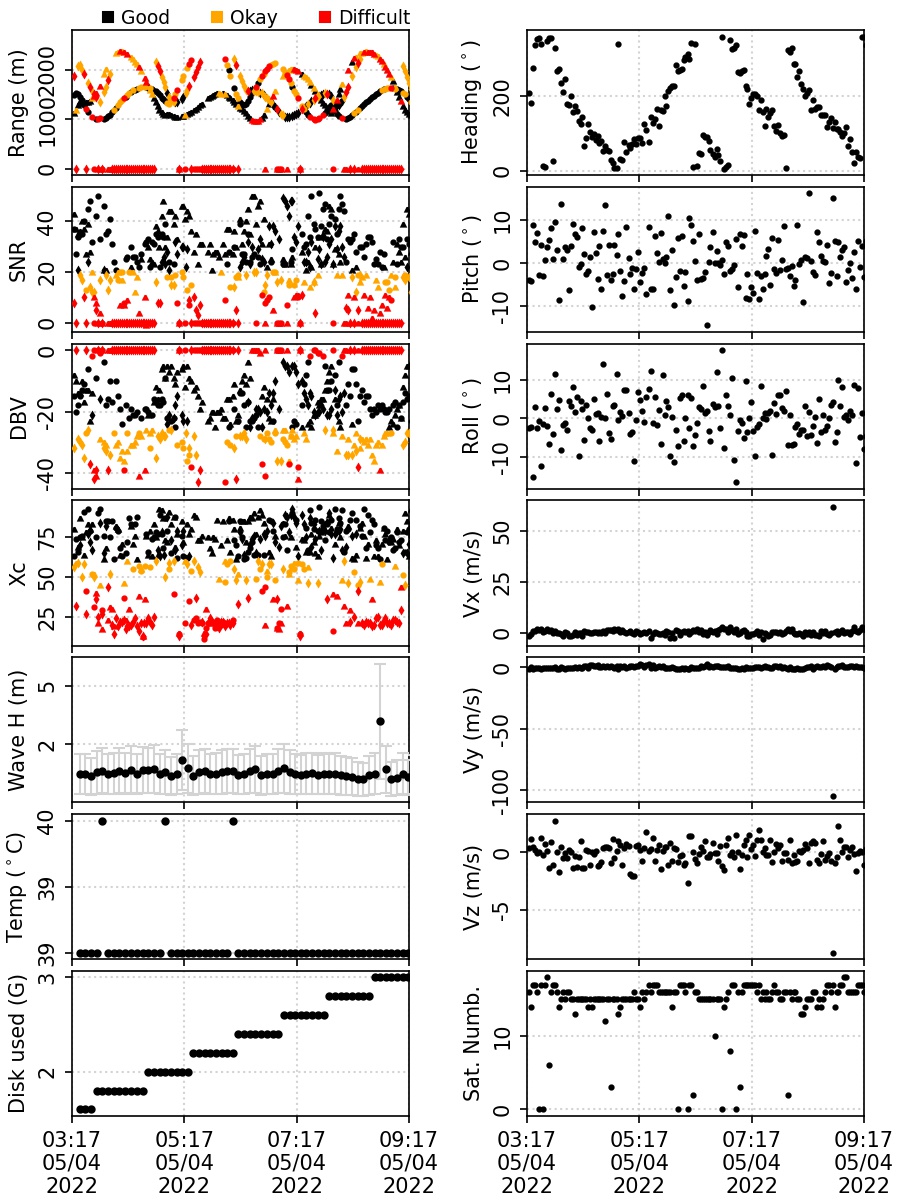 Good Okay Difficult
Range (m)
0 1000 2000
Heading (°)
0 200
SNR
0 20 40
Pitch (°)
-10 0 10
DBV
-40 -20 0
Roll (°)
-10 0 10
Xc
25 50 75
Vx (m/s)
0 25 50
Wave H (m)
2 5
Vy (m/s)
-100 -50 0
Temp (°C)
39 39 40
Vz (m/s)
-5 0
Disk used (G)
2 3
Sat. Numb.
0 10
03:17 05:17 07:17 09:17
05/04 05/04 05/04 05/04
2022 2022 2022 2022
03:17 05:17 07:17 09:17
05/04 05/04 05/04 05/04
2022 2022 2022 2022